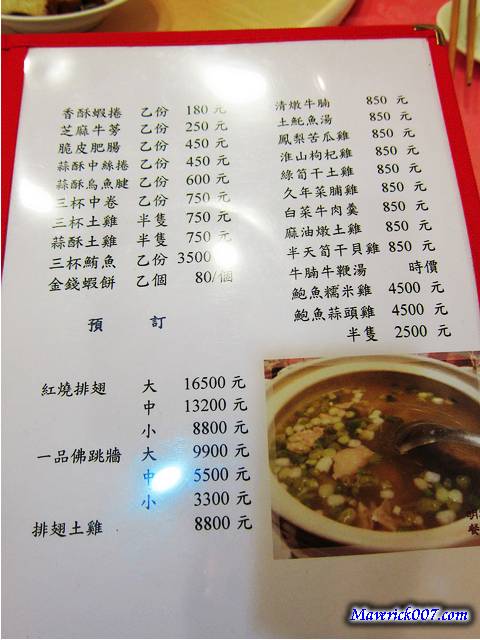 香酥蝦捲 乙份 180 元
芝麻牛蒡 乙份 250 元
脆皮肥腸 乙份 450 元
蒜酥中絲捲 乙份 450 元
蒜酥烏魚腱 乙份 600 元
三杯中卷 乙份 750 元
三杯土雞 半隻 750 元
蒜酥土雞 半隻 750 元
三杯鮑魚 乙份 3500
金錢蝦餅 乙個 80/個
預 訂
紅燒排翅 大 16500 元
中 13200 元
小 8800 元
一品佛跳牆 大 9900 元
中 5500 元
小 3300 元
排翅土雞 8800 元
清燉牛腩 850 元
土魠魚湯 850 元
鳳梨苦瓜雞 850 元
淮山枸杞雞 850 元
綠筍干土雞 850 元
久年菜脯雞 850 元
白菜牛肉羹 850 元
麻油燉土雞 850 元
半天筍干貝雞 850 元
牛腩牛鞭湯 時價
鮑魚糯米雞 4500 元
鮑魚蒜頭雞 4500 元
半隻 2500 元
餐
Maverick007.com